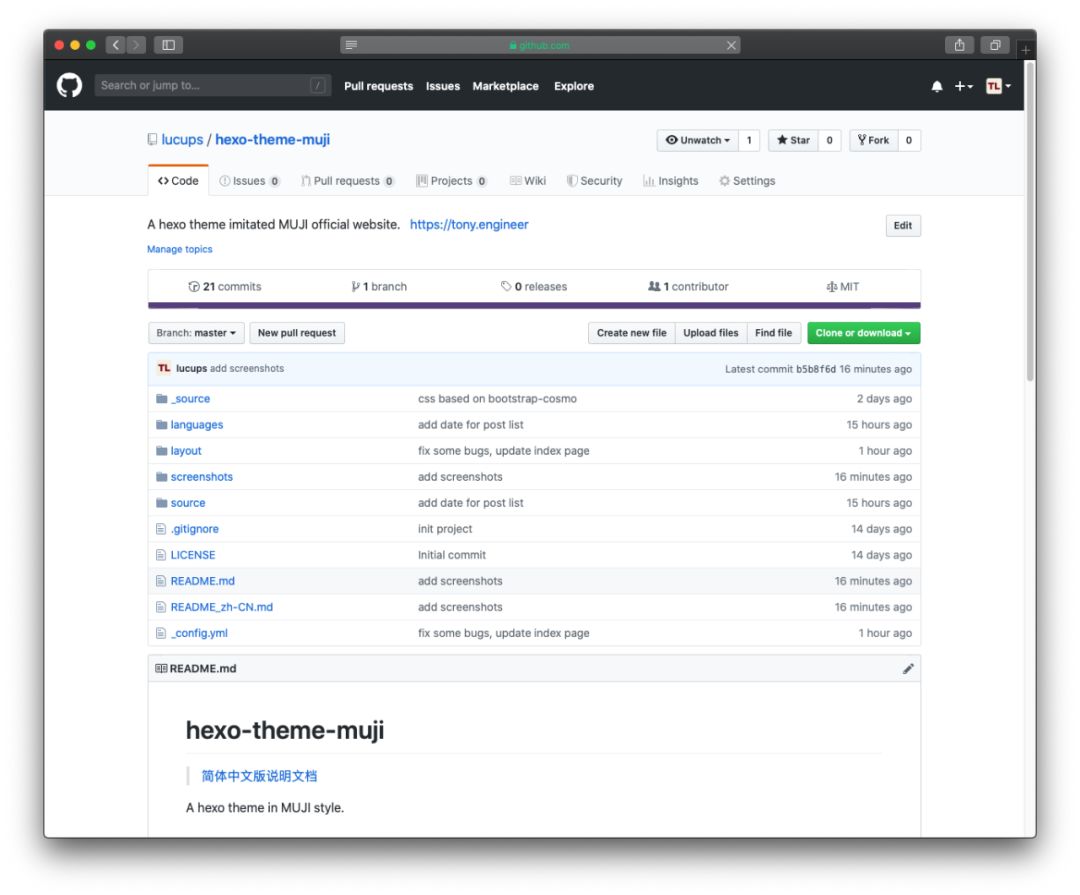 github.com
Search or jump to... / Pull requests Issues Marketplace Explore TL
lucups / hexo-theme-muji Unwatch 1 Star 0 Fork 0
Code Issues 0 Pull requests 0 Projects 0 Wiki Security Insights Settings
A hexo theme imitated MUJI official website. https://tony.engineer Edit
Manage topics
21 commits 1 branch 0 releases 1 contributor MIT
Branch: master New pull request Create new file Upload files Find file Clone or download
TL lucups add screenshots Latest commit b5b8f6d 16 minutes ago
_source css based on bootstrap-cosmo 2 days ago
languages add date for post list 15 hours ago
layout fix some bugs, update index page 1 hour ago
screenshots add screenshots 16 minutes ago
source add date for post list 15 hours ago
.gitignore init project 14 days ago
LICENSE Initial commit 14 days ago
README.md add screenshots 16 minutes ago
README_zh-CN.md add screenshots 16 minutes ago
_config.yml fix some bugs, update index page 1 hour ago
README.md
hexo-theme-muji
简体中文版说明文档
A hexo theme in MUJI style.